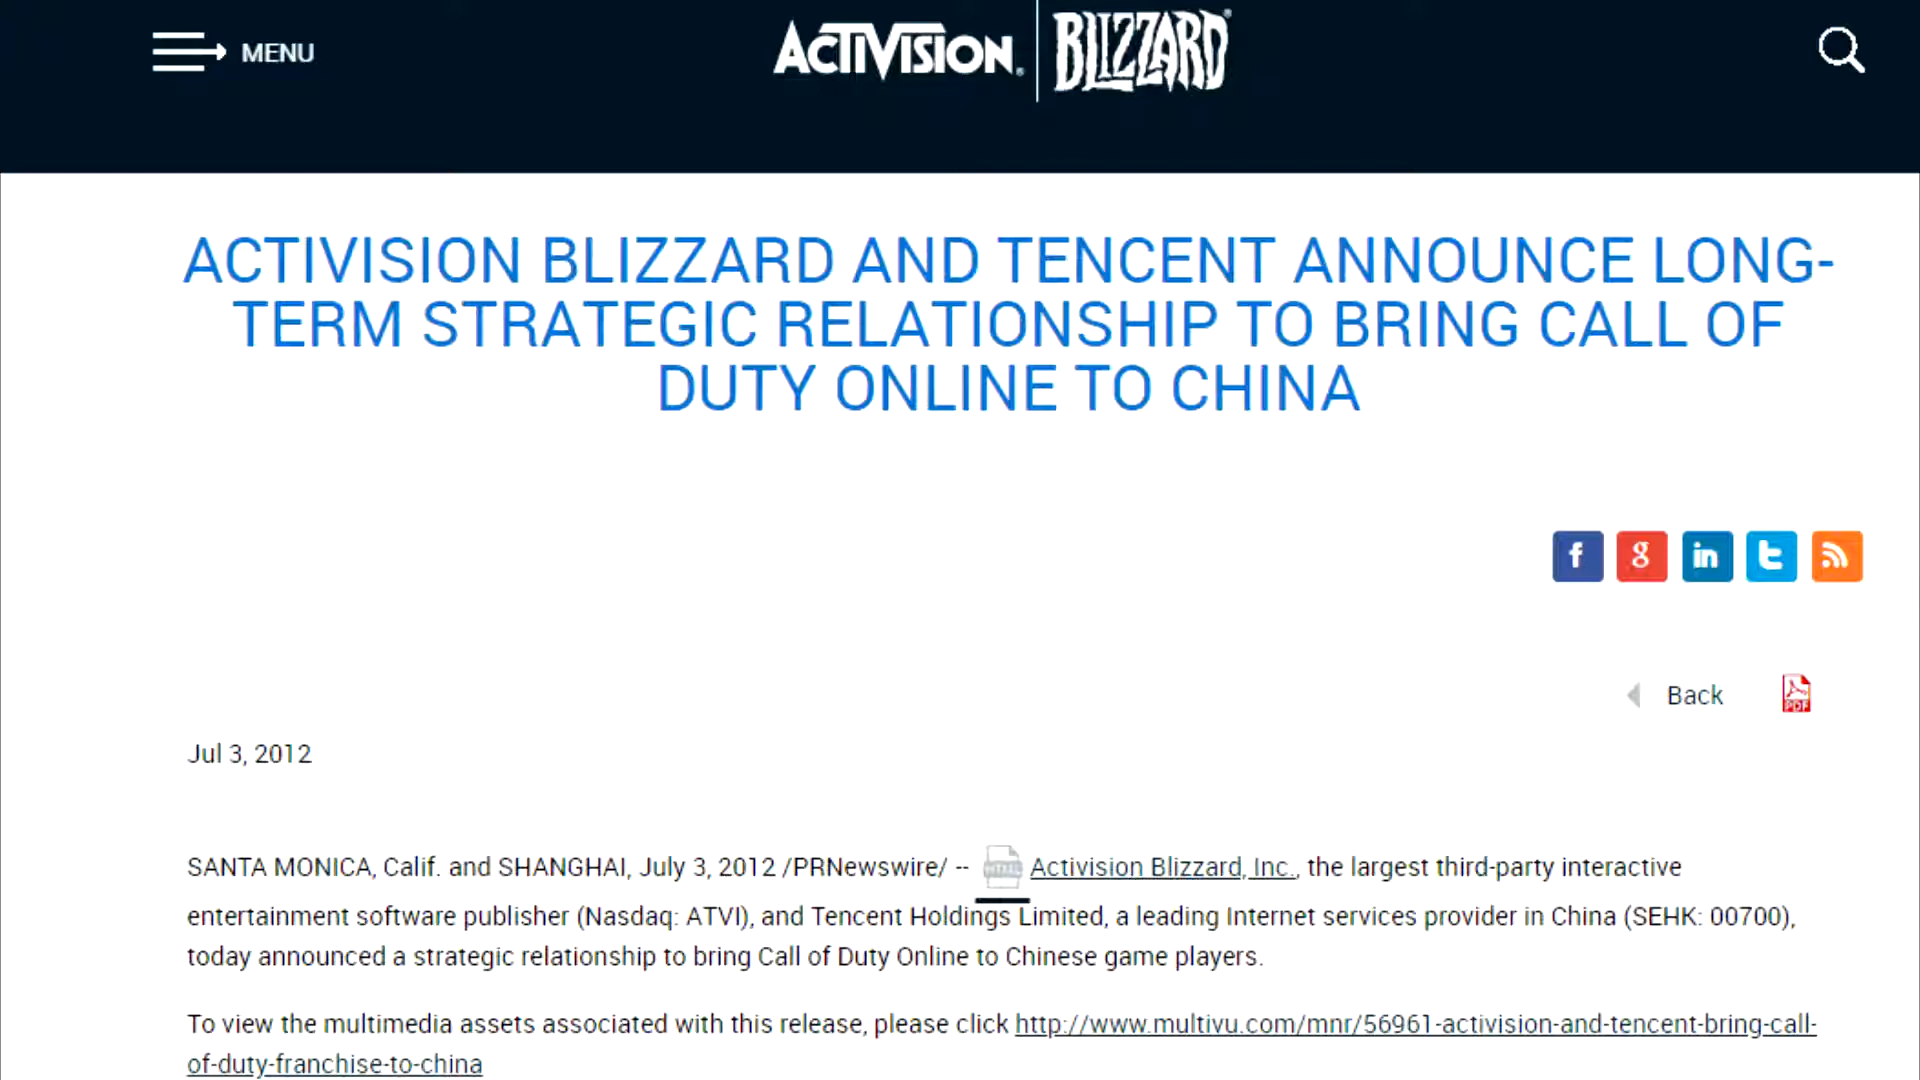 MENU
ACTIVISION. BLIZZARD®
ACTIVISION BLIZZARD AND TENCENT ANNOUNCE LONG-
TERM STRATEGIC RELATIONSHIP TO BRING CALL OF
DUTY ONLINE TO CHINA
f g in t
Back PDF
Jul 3, 2012
SANTA MONICA, Calif. and SHANGHAI, July 3, 2012 /PRNewswire/ -- HTML Activision Blizzard, Inc., the largest third-party interactive
entertainment software publisher (Nasdaq: ATVI), and Tencent Holdings Limited, a leading Internet services provider in China (SEHK: 00700),
today announced a strategic relationship to bring Call of Duty Online to Chinese game players.
To view the multimedia assets associated with this release, please click http://www.multivu.com/mnr/56961-activision-and-tencent-bring-call-
of-duty-franchise-to-china